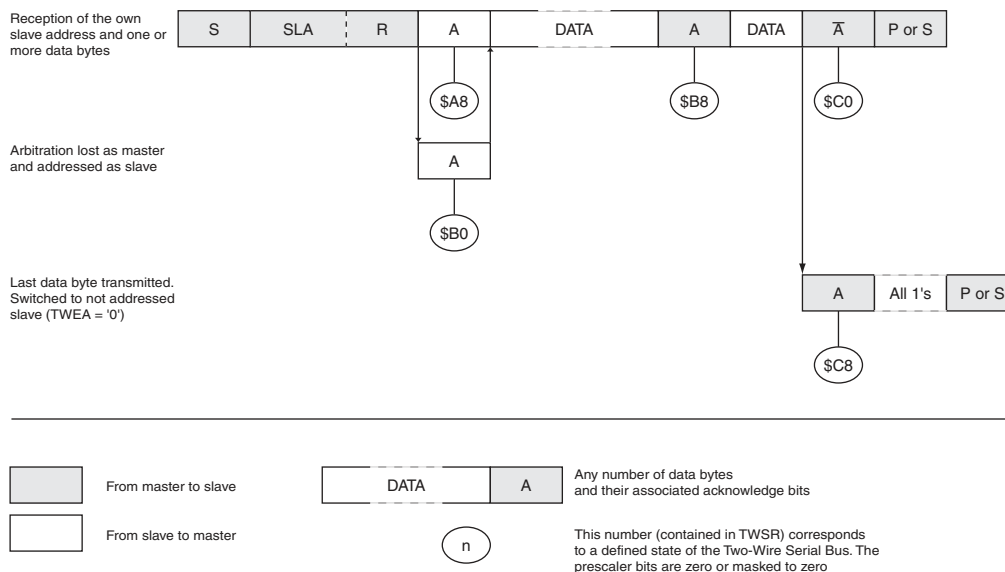 Reception of the own
slave address and one or
more data bytes
S SLA R A DATA A DATA A̅ P or S
$A8 $B8 $C0
Arbitration lost as master
and addressed as slave
A
$B0
Last data byte transmitted.
Switched to not addressed
slave (TWEA = '0')
A All 1's P or S
$C8
From master to slave
DATA A
Any number of data bytes
and their associated acknowledge bits
From slave to master
n
This number (contained in TWSR) corresponds
to a defined state of the Two-Wire Serial Bus. The
prescaler bits are zero or masked to zero